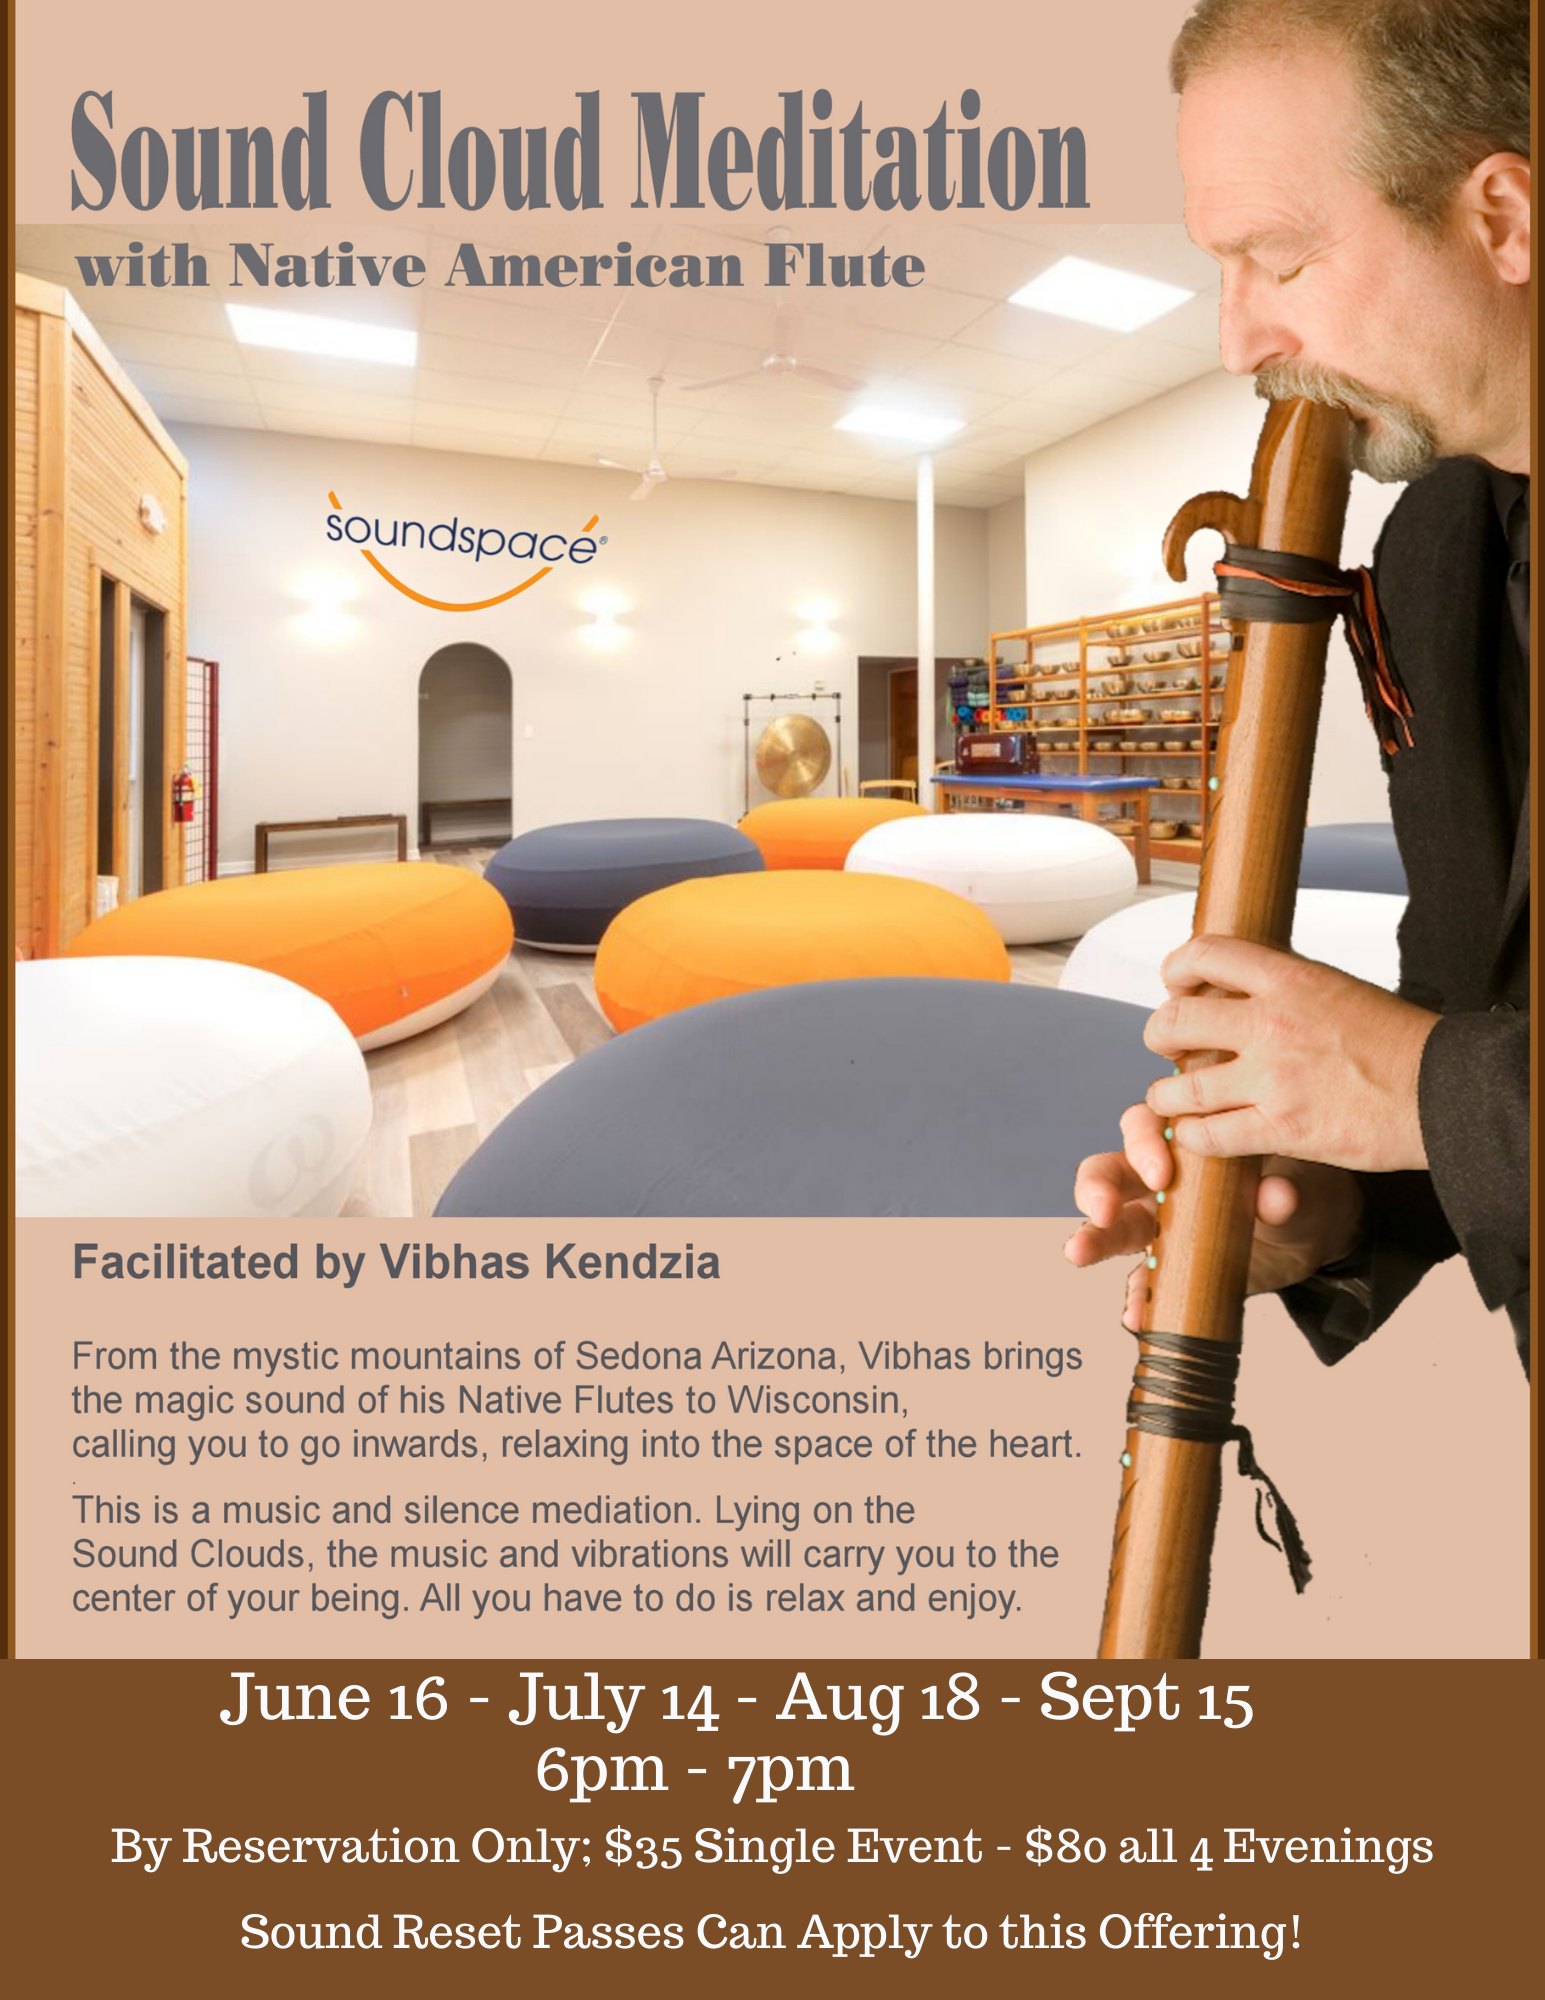 Sound Cloud Meditation
with Native American Flute
soundspace®
Facilitated by Vibhas Kendzia
From the mystic mountains of Sedona Arizona, Vibhas brings
the magic sound of his Native Flutes to Wisconsin,
calling you to go inwards, relaxing into the space of the heart.
.
This is a music and silence mediation. Lying on the
Sound Clouds, the music and vibrations will carry you to the
center of your being. All you have to do is relax and enjoy.
June 16 - July 14 - Aug 18 - Sept 15
6pm - 7pm
By Reservation Only; $35 Single Event - $80 all 4 Evenings
Sound Reset Passes Can Apply to this Offering!